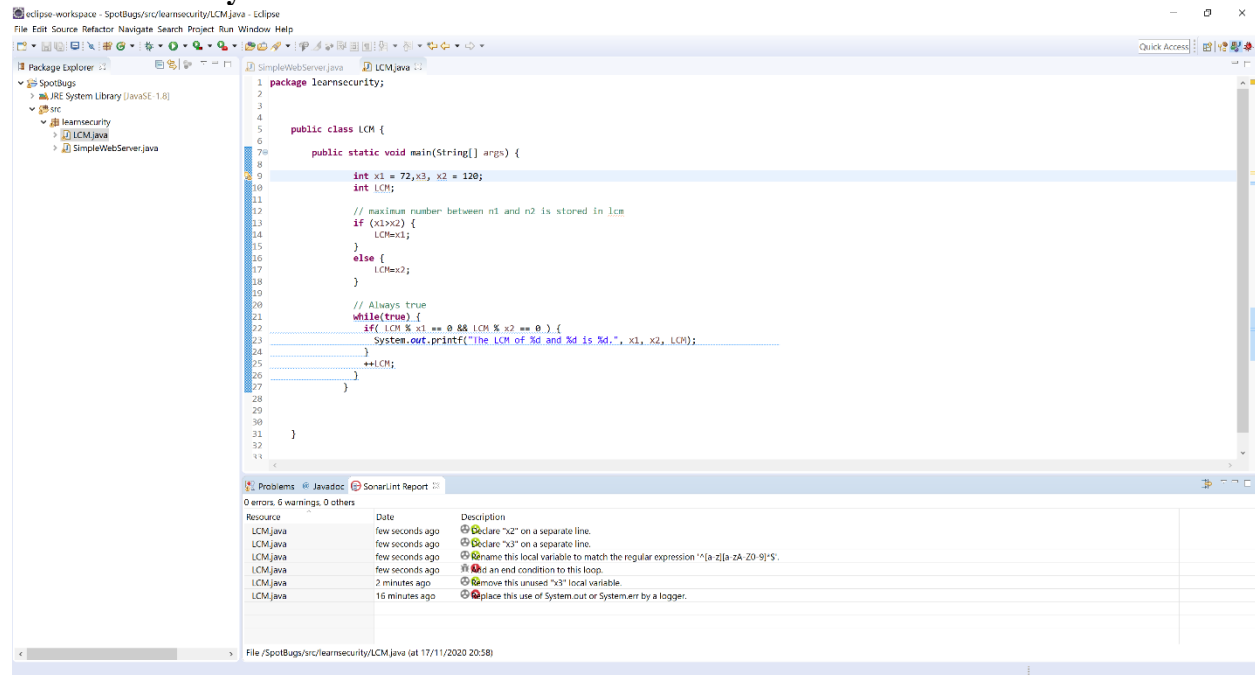 eclipse-workspace - SpotBugs/src/learnsecurity/LCM.java - Eclipse
File Edit Source Refactor Navigate Search Project Run Window Help
Quick Access
Package Explorer
SimpleWebServer.java LCM.java
SpotBugs
JRE System Library [JavaSE-1.8]
src
learnsecurity
LCM.java
SimpleWebServer.java
1 package learnsecurity;
2
3
4
5 public class LCM {
6
7 public static void main(String[] args) {
8
9 int x1 = 72,x3, x2 = 120;
10 int LCM;
11
12 // maximum number between n1 and n2 is stored in lcm
13 if (x1>x2) {
14 LCM=x1;
15 }
16 else {
17 LCM=x2;
18 }
19
20 // Always true
21 while(true) {
22 if( LCM % x1 == 0 && LCM % x2 == 0 ) {
23 System.out.printf("The LCM of %d and %d is %d.", x1, x2, LCM);
24 }
25 ++LCM;
26 }
27 }
28
29
30
31 }
32
33
Problems Javadoc SonarLint Report
0 errors, 6 warnings, 0 others
Resource Date Description
LCM.java few seconds ago Declare "x2" on a separate line.
LCM.java few seconds ago Declare "x3" on a separate line.
LCM.java few seconds ago Rename this local variable to match the regular expression '^[a-z][a-zA-Z0-9]*$'.
LCM.java few seconds ago Add an end condition to this loop.
LCM.java 2 minutes ago Remove this unused "x3" local variable.
LCM.java 16 minutes ago Replace this use of System.out or System.err by a logger.
File /SpotBugs/src/learnsecurity/LCM.java (at 17/11/2020 20:58)